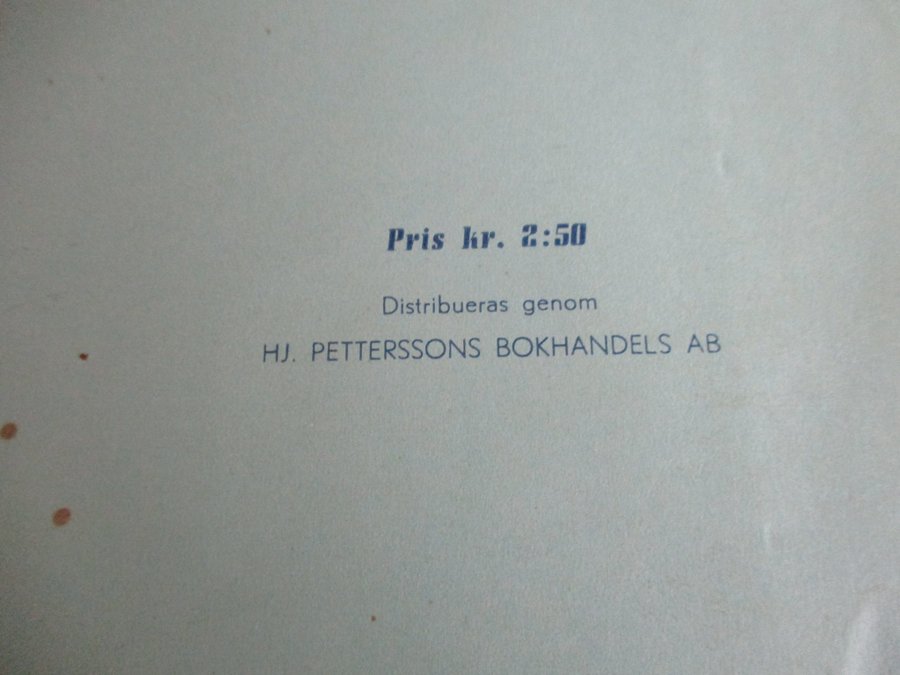 Pris kr. 2:50
Distribueras genom
HJ. PETTERSSONS BOKHANDELS AB